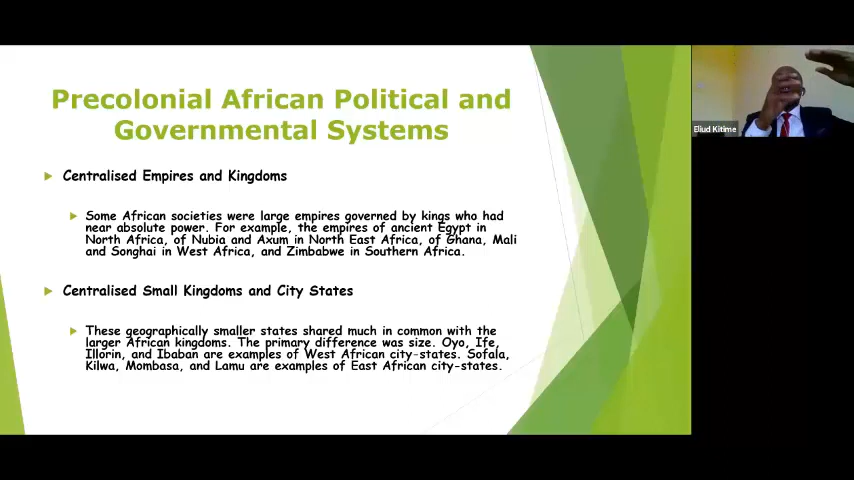 Precolonial African Political and
Governmental Systems
Centralised Empires and Kingdoms
Some African societies were large empires governed by kings who had
near absolute power. For example, the empires of ancient Egypt in
North Africa, of Nubia and Axum in North East Africa, of Ghana, Mali
and Songhai in West Africa, and Zimbabwe in Southern Africa.
Centralised Small Kingdoms and City States
These geographically smaller states shared much in common with the
larger African kingdoms. The primary difference was size. Oyo, Ife,
Illorin, and Ibaban are examples of West African city-states. Sofala,
Kilwa, Mombasa, and Lamu are examples of East African city-states.
Eliud Kitime